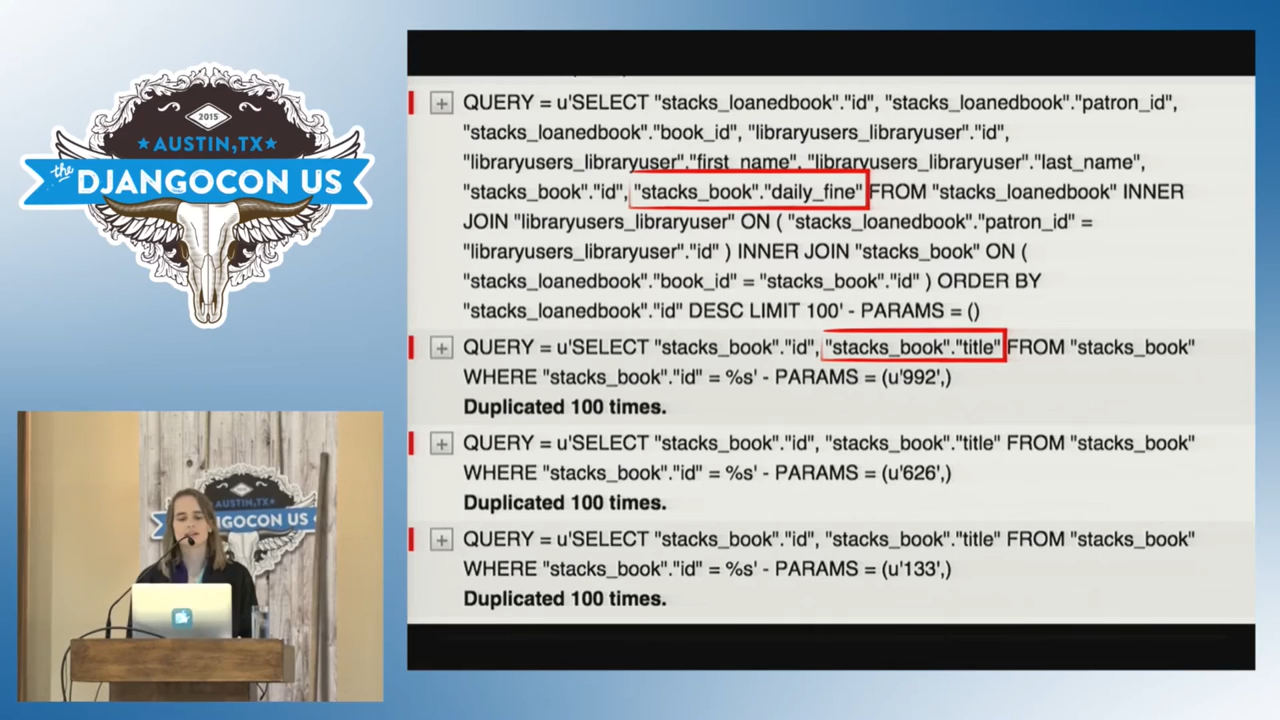 2015
AUSTIN,TX
the
DJANGOCON US
QUERY = u'SELECT "stacks_loanedbook"."id", "stacks_loanedbook"."patron_id",
"stacks_loanedbook"."book_id", "libraryusers_libraryuser"."id",
"libraryusers_libraryuser"."first_name", "libraryusers_libraryuser"."last_name",
"stacks_book"."id", "stacks_book"."daily_fine" FROM "stacks_loanedbook" INNER
JOIN "libraryusers_libraryuser" ON ( "stacks_loanedbook"."patron_id" =
"libraryusers_libraryuser"."id" ) INNER JOIN "stacks_book" ON (
"stacks_loanedbook"."book_id" = "stacks_book"."id" ) ORDER BY
"stacks_loanedbook"."id" DESC LIMIT 100' - PARAMS = ()
QUERY = u'SELECT "stacks_book"."id", "stacks_book"."title" FROM "stacks_book"
WHERE "stacks_book"."id" = %s' - PARAMS = (u'992',)
Duplicated 100 times.
QUERY = u'SELECT "stacks_book"."id", "stacks_book"."title" FROM "stacks_book"
WHERE "stacks_book"."id" = %s' - PARAMS = (u'626',)
Duplicated 100 times.
QUERY = u'SELECT "stacks_book"."id", "stacks_book"."title" FROM "stacks_book"
WHERE "stacks_book"."id" = %s' - PARAMS = (u'133',)
Duplicated 100 times.
AUSTIN,TX
DJANGOCON US